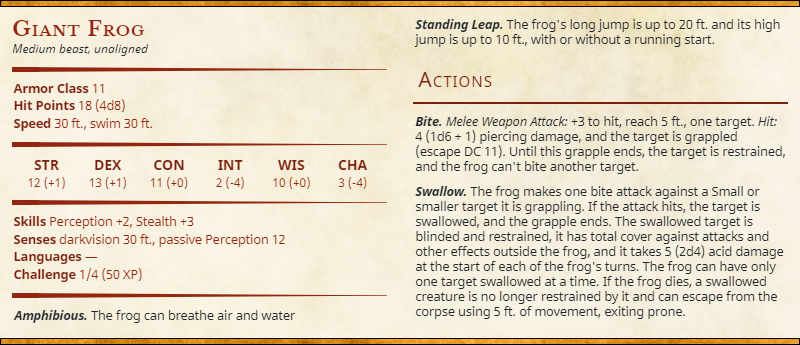 Giant Frog
Medium beast, unaligned
Armor Class 11
Hit Points 18 (4d8)
Speed 30 ft., swim 30 ft.
STR DEX CON INT WIS CHA
12 (+1) 13 (+1) 11 (+0) 2 (-4) 10 (+0) 3 (-4)
Skills Perception +2, Stealth +3
Senses darkvision 30 ft., passive Perception 12
Languages —
Challenge 1/4 (50 XP)
Amphibious. The frog can breathe air and water
Standing Leap. The frog's long jump is up to 20 ft. and its high
jump is up to 10 ft., with or without a running start.
Actions
Bite. Melee Weapon Attack: +3 to hit, reach 5 ft., one target. Hit:
4 (1d6 + 1) piercing damage, and the target is grappled
(escape DC 11). Until this grapple ends, the target is restrained,
and the frog can't bite another target.
Swallow. The frog makes one bite attack against a Small or
smaller target it is grappling. If the attack hits, the target is
swallowed, and the grapple ends. The swallowed target is
blinded and restrained, it has total cover against attacks and
other effects outside the frog, and it takes 5 (2d4) acid damage
at the start of each of the frog's turns. The frog can have only
one target swallowed at a time. If the frog dies, a swallowed
creature is no longer restrained by it and can escape from the
corpse using 5 ft. of movement, exiting prone.